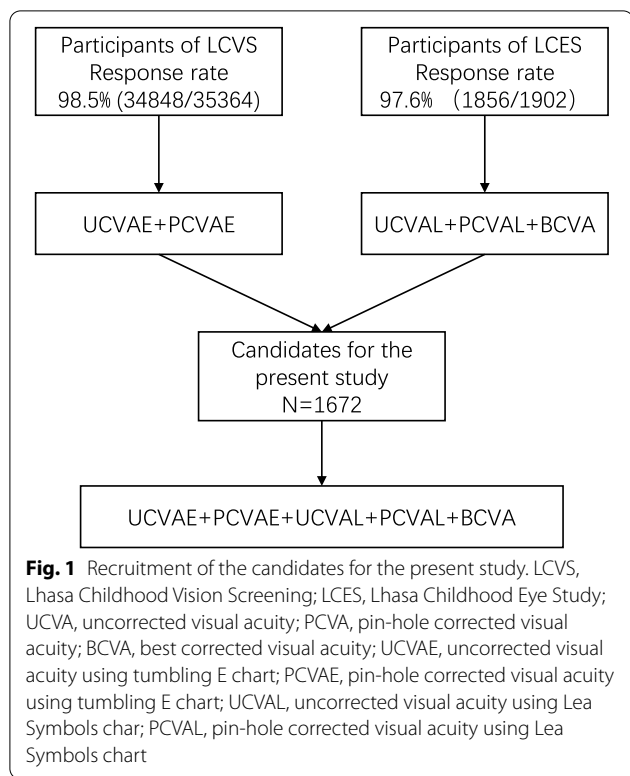 Participants of LCVS
Response rate
98.5% (34848/35364)
Participants of LCES
Response rate
97.6% （1856/1902）
UCVAE+PCVAE
UCVAL+PCVAL+BCVA
Candidates for the
present study
N=1672
UCVAE+PCVAE+UCVAL+PCVAL+BCVA
Fig. 1 Recruitment of the candidates for the present study. LCVS,
Lhasa Childhood Vision Screening; LCES, Lhasa Childhood Eye Study;
UCVA, uncorrected visual acuity; PCVA, pin-hole corrected visual
acuity; BCVA, best corrected visual acuity; UCVAE, uncorrected visual
acuity using tumbling E chart; PCVAE, pin-hole corrected visual acuity
using tumbling E chart; UCVAL, uncorrected visual acuity using Lea
Symbols char; PCVAL, pin-hole corrected visual acuity using Lea
Symbols chart